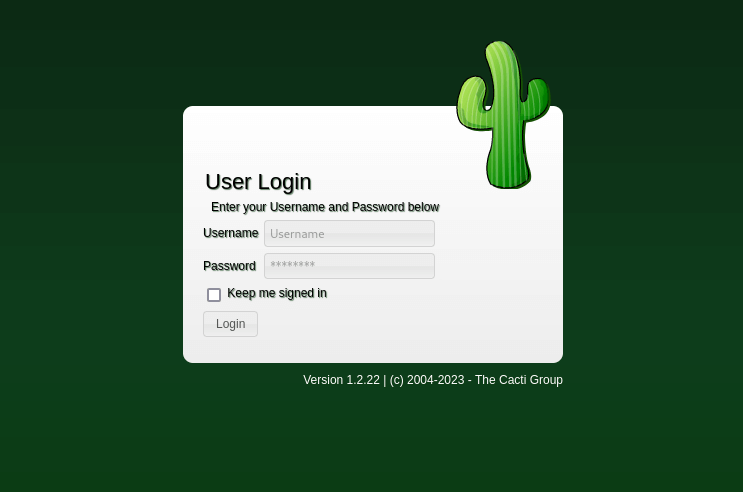 User Login
Enter your Username and Password below
Username Username
Password ********
Keep me signed in
Login
Version 1.2.22 | (c) 2004-2023 - The Cacti Group